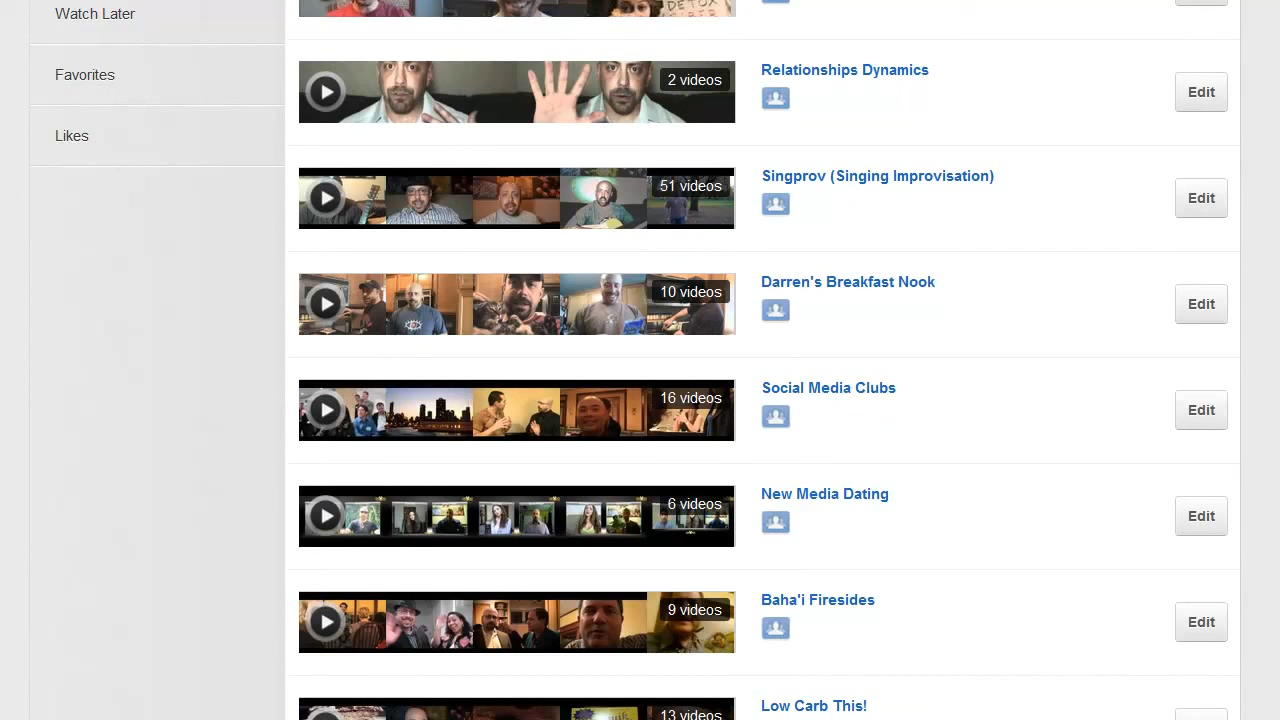 Watch Later
Favorites
Likes
DETOX
2 videos
Relationships Dynamics
Edit
51 videos
Singprov (Singing Improvisation)
Edit
10 videos
Darren's Breakfast Nook
Edit
16 videos
Social Media Clubs
Edit
6 videos
New Media Dating
Edit
9 videos
Baha'i Firesides
Edit
13 videos
Low Carb This!